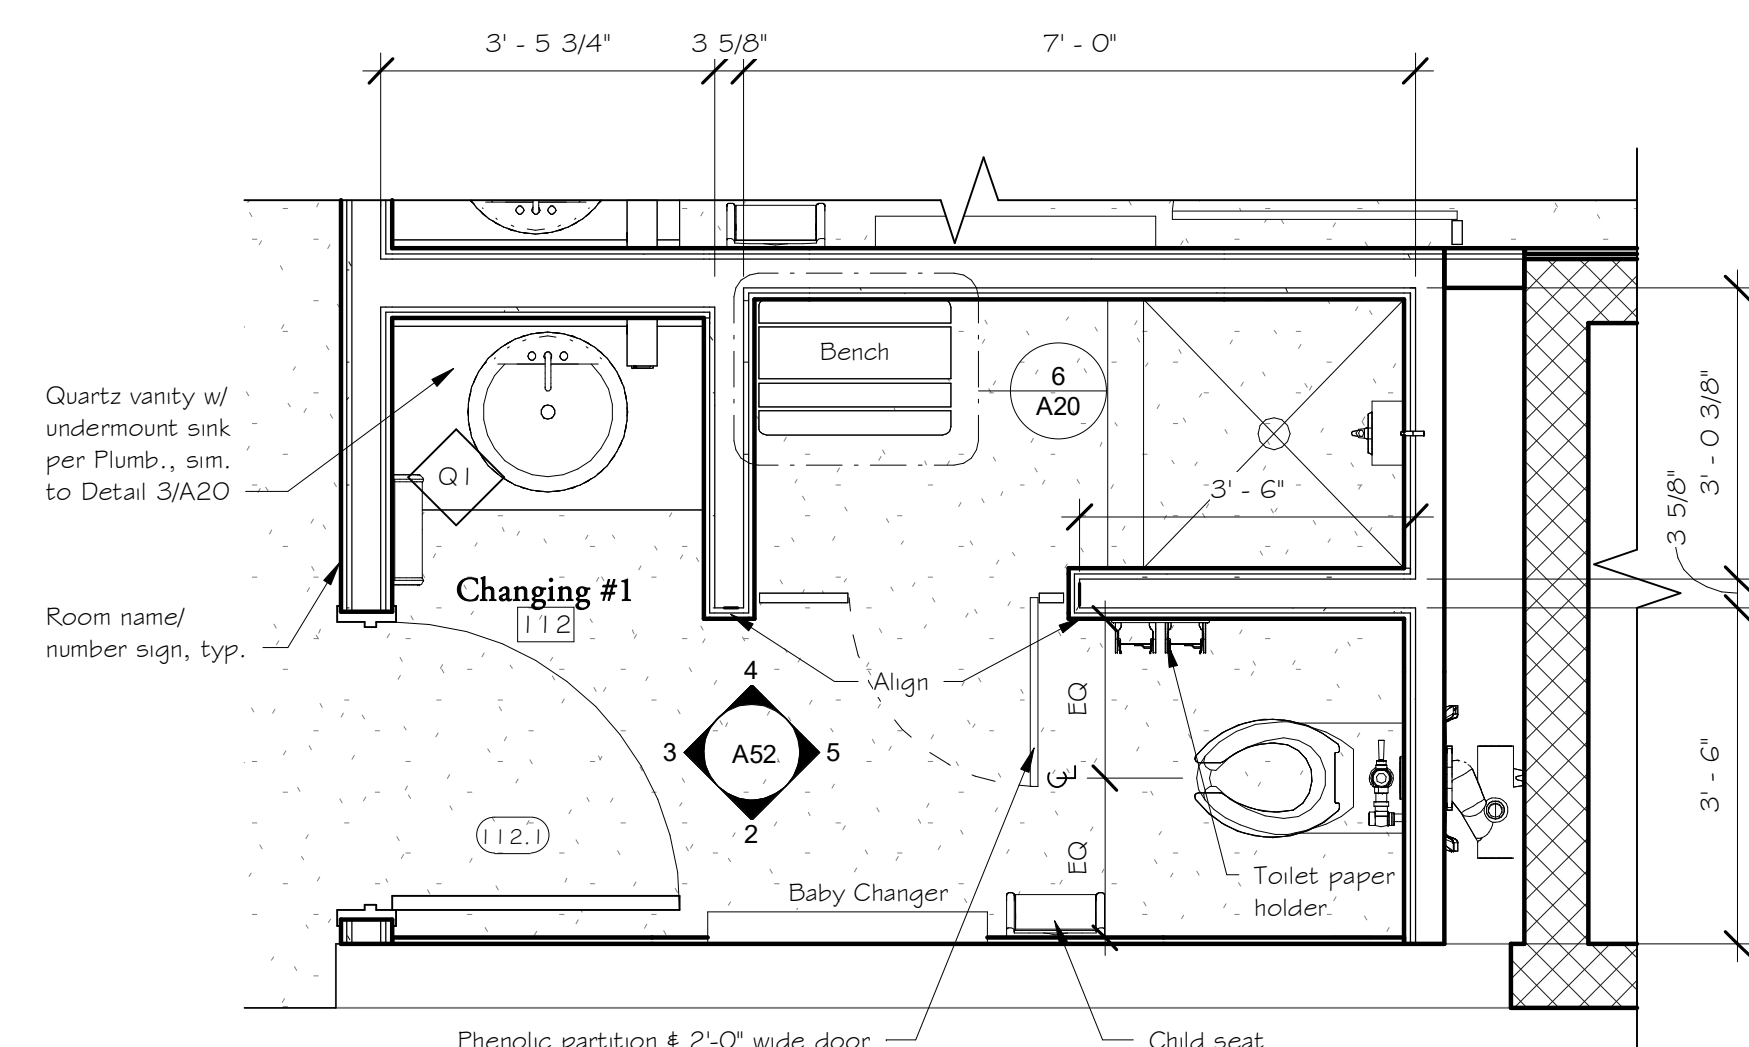 3' - 5 3/4"
3 5/8"
7' - 0"
Bench
6
A20
Quartz vanity w/
undermount sink
per Plumb., sim.
to Detail 3/A20
Q1
3' - 6"
3' - 0 3/8"
3 5/8"
Changing #1
112
Room name/
number sign, typ.
Align
4
3
A52
5
2
EQ
CL
EQ
3' - 6"
112.1
Baby Changer
Toilet paper
holder
Phenolic partition & 2'-0" wide door
Child seat